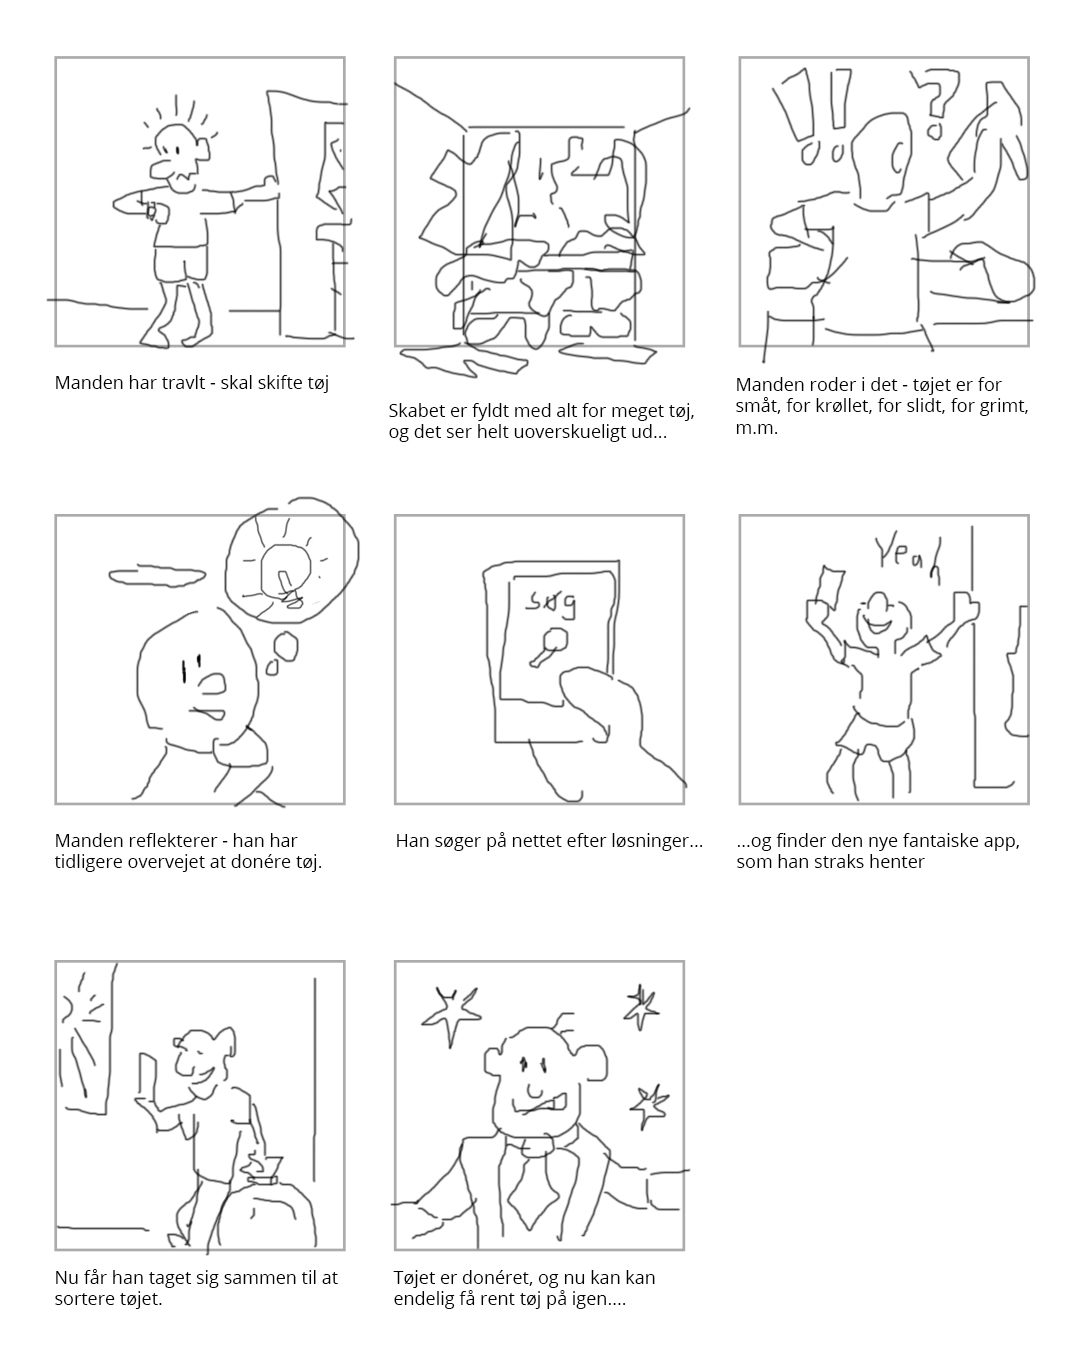 Manden har travlt - skal skifte tøj
Skabet er fyldt med alt for meget tøj,
og det ser helt uoverskueligt ud...
!! ?
Manden roder i det - tøjet er for
småt, for krøllet, for slidt, for grimt,
m.m.
Manden reflekterer - han har
tidligere overvejet at donére tøj.
søg
Han søger på nettet efter løsninger...
Yeah
...og finder den nye fantaiske app,
som han straks henter
Nu får han taget sig sammen til at
sortere tøjet.
Tøjet er donéret, og nu kan kan
endelig få rent tøj på igen....